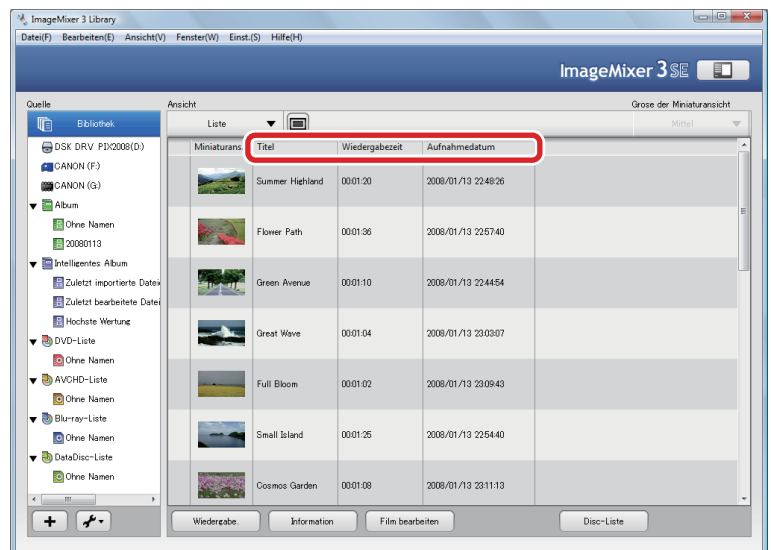 ImageMixer 3 Library
Datei(F) Bearbeiten(E) Ansicht(V) Fenster(W) Einst.(S) Hilfe(H)
ImageMixer 3 SE
Quelle
Bibliothek
DSK DRV PIX2008(D:)
CANON (F:)
CANON (G:)
Album
Ohne Namen
20080113
Intelligentes Album
Zuletzt importierte Datei
Zuletzt bearbeitete Datei
Hochste Wertung
DVD-Liste
Ohne Namen
AVCHD-Liste
Ohne Namen
Blu-ray-Liste
Ohne Namen
DataDisc-Liste
Ohne Namen
Ansicht Grose der Miniaturansicht
Liste Mittel
Miniaturans. Titel Wiedergabezeit Aufnahmedatum
Summer Highland 00:01:20 2008/01/13 22:48:26
Flower Path 00:01:36 2008/01/13 22:57:40
Green Avenue 00:01:10 2008/01/13 22:44:54
Great Wave 00:01:04 2008/01/13 23:03:07
Full Bloom 00:01:02 2008/01/13 23:09:43
Small Island 00:01:25 2008/01/13 22:54:40
Cosmos Garden 00:01:08 2008/01/13 23:11:13
Wiedergabe. Information Film bearbeiten Disc-Liste